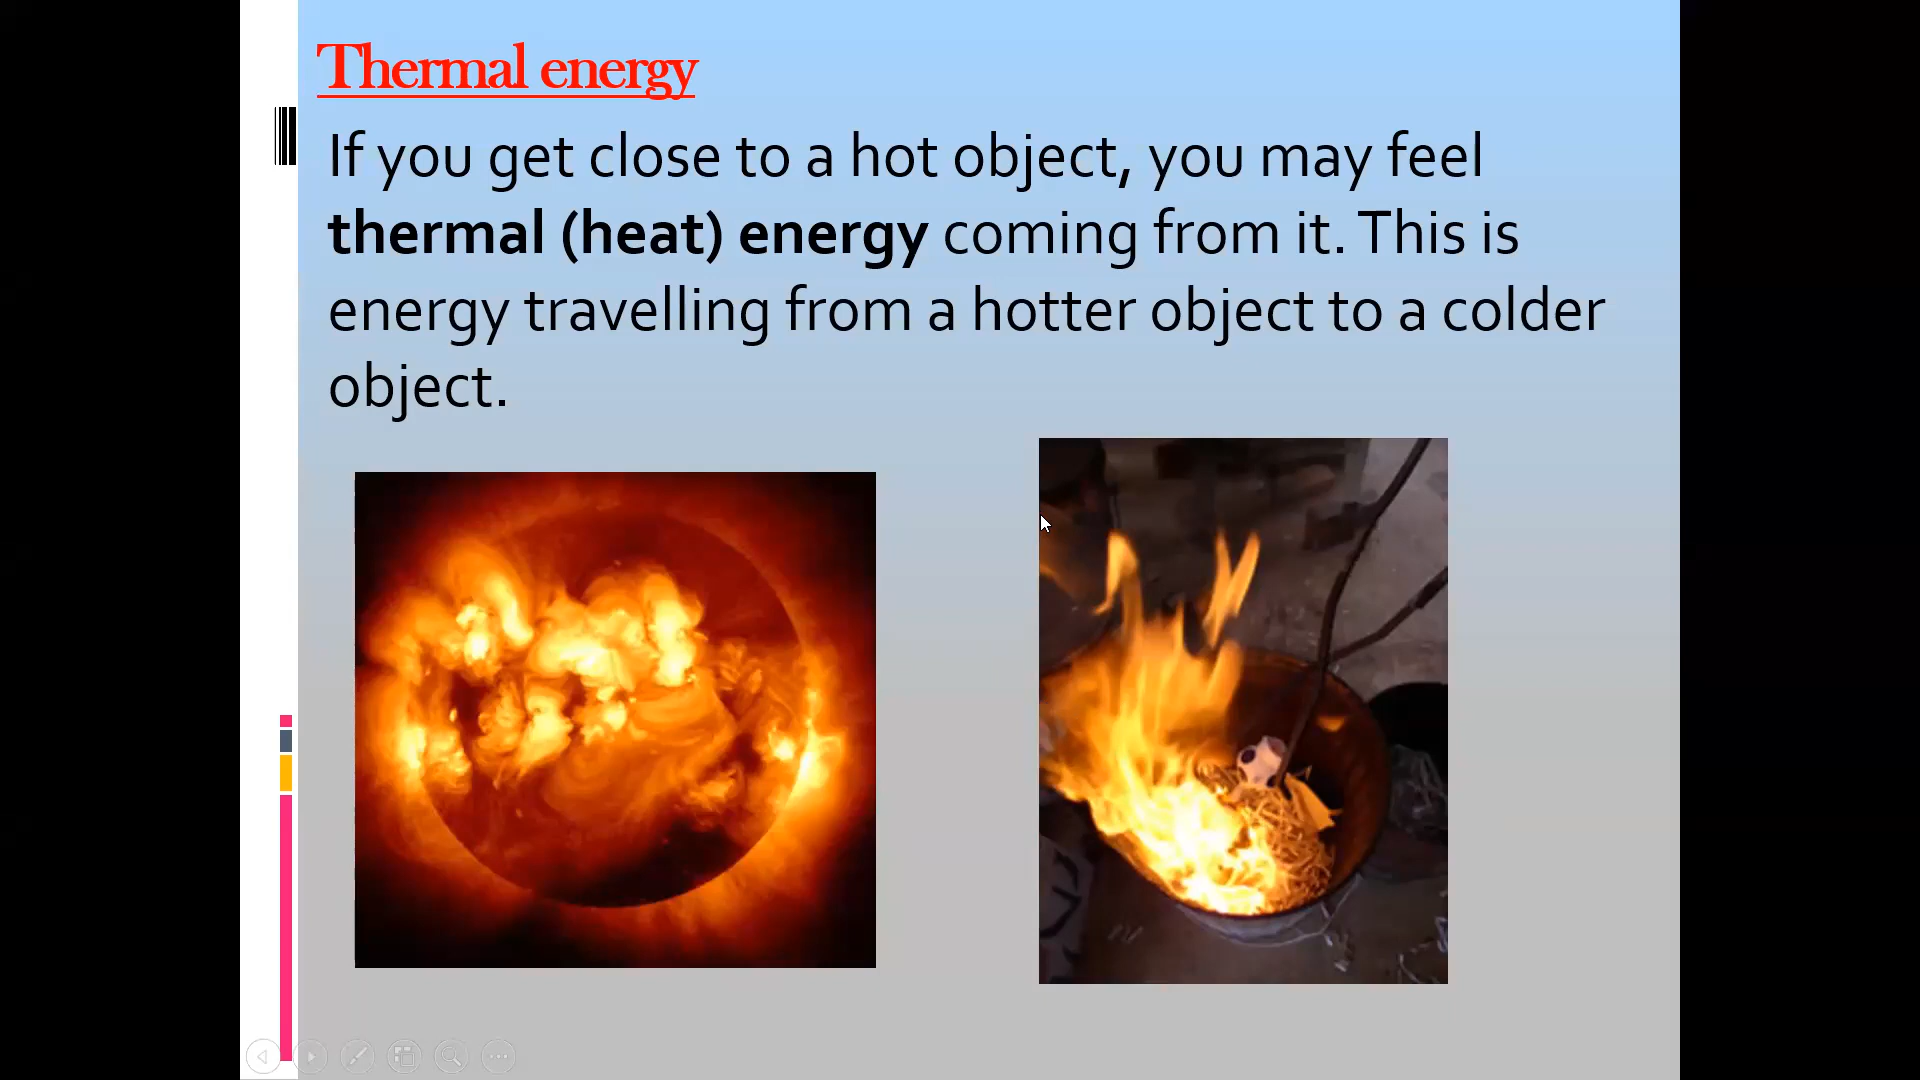 Thermal energy
If you get close to a hot object, you may feel
thermal (heat) energy coming from it. This is
energy travelling from a hotter object to a colder
object.